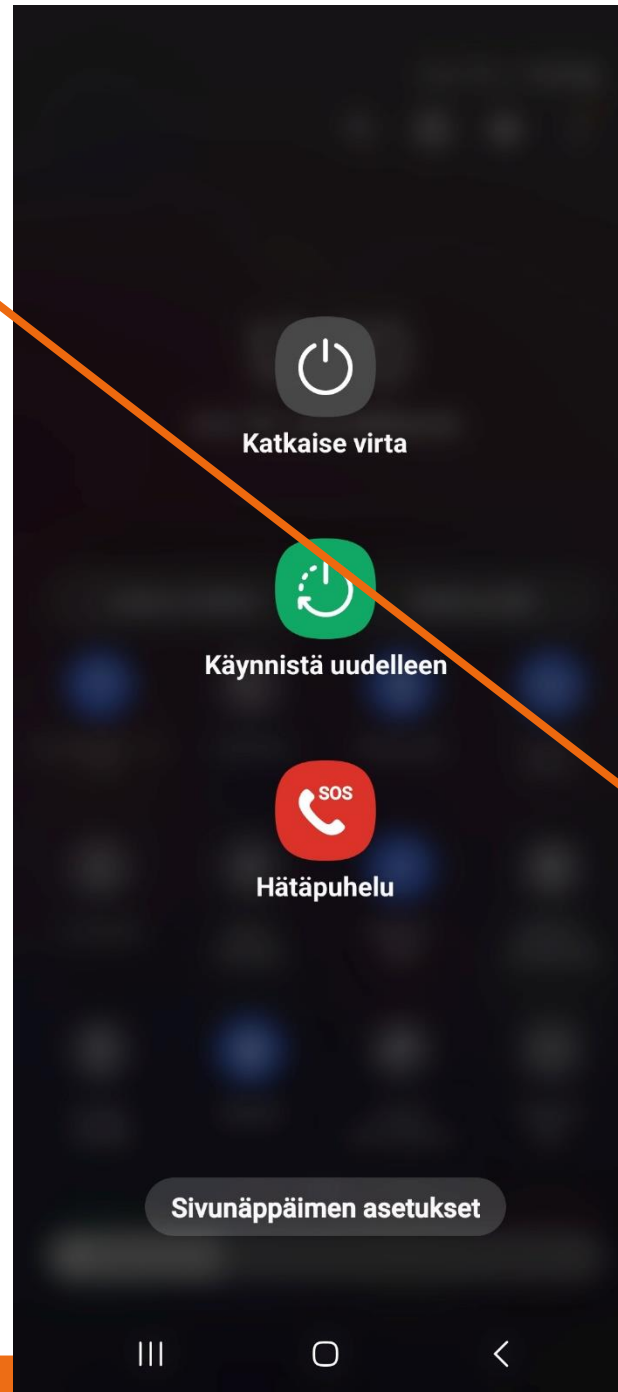 Katkaise virta
Käynnistä uudelleen
SOS
Hätäpuhelu
Sivunäppäimen asetukset